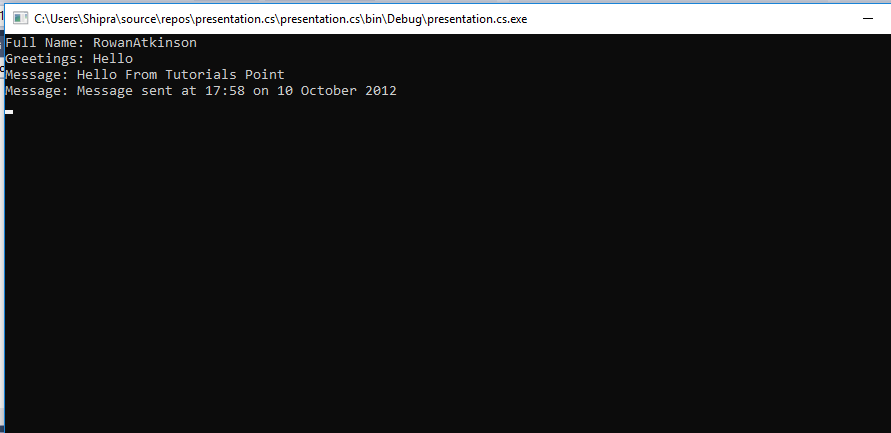 C:\Users\Shipra\source\repos\presentation.cs\presentation.cs\bin\Debug\presentation.cs.exe
Full Name: RowanAtkinson
Greetings: Hello
Message: Hello From Tutorials Point
Message: Message sent at 17:58 on 10 October 2012